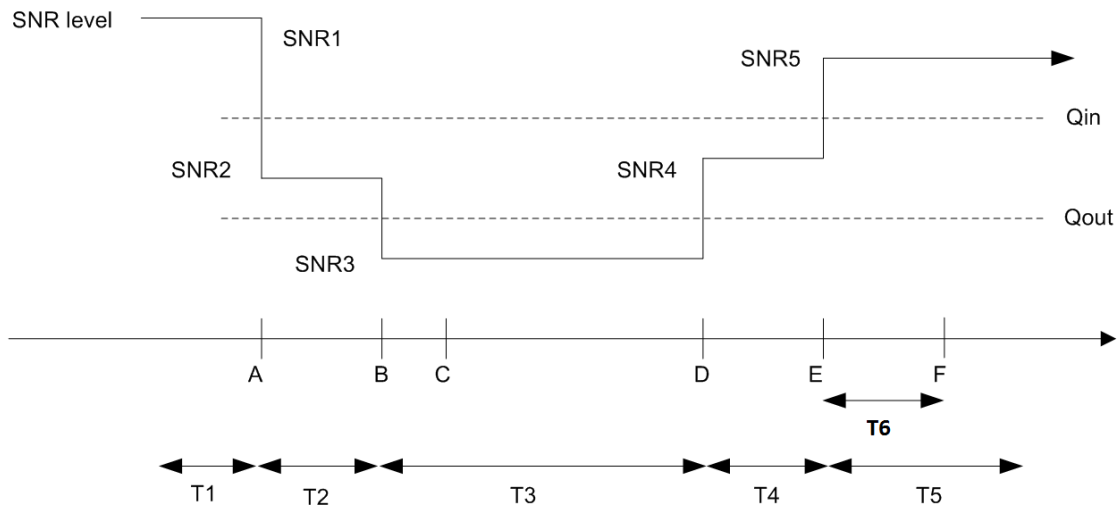 SNR level
SNR1
SNR5
Qin
SNR2
SNR4
Qout
SNR3
A B C D E F
T6
T1 T2 T3 T4 T5